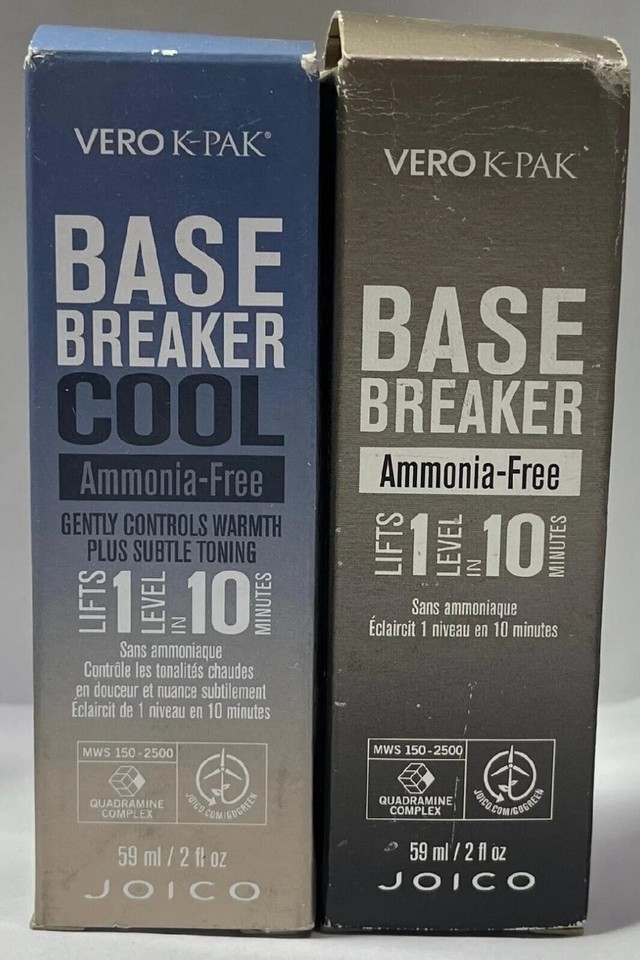 VERO K-PAK®
BASE
BREAKER
COOL
Ammonia-Free
GENTLY CONTROLS WARMTH
PLUS SUBTLE TONING
LIFTS 1 LEVEL IN 10 MINUTES
Sans ammoniaque
Contrôle les tonalités chaudes
en douceur et nuance subtilement
Éclaircit de 1 niveau en 10 minutes
MWS 150-2500
QUADRAMINE
COMPLEX
JOICO.COM/GOGREEN
59 ml / 2 fl oz
JOICO
VERO K-PAK
BASE
BREAKER
Ammonia-Free
LIFTS 1 LEVEL IN 10 MINUTES
Sans ammoniaque
Éclaircit 1 niveau en 10 minutes
MWS 150-2500
QUADRAMINE
COMPLEX
JOICO.COM/GOGREEN
59 ml / 2 fl oz
JOICO